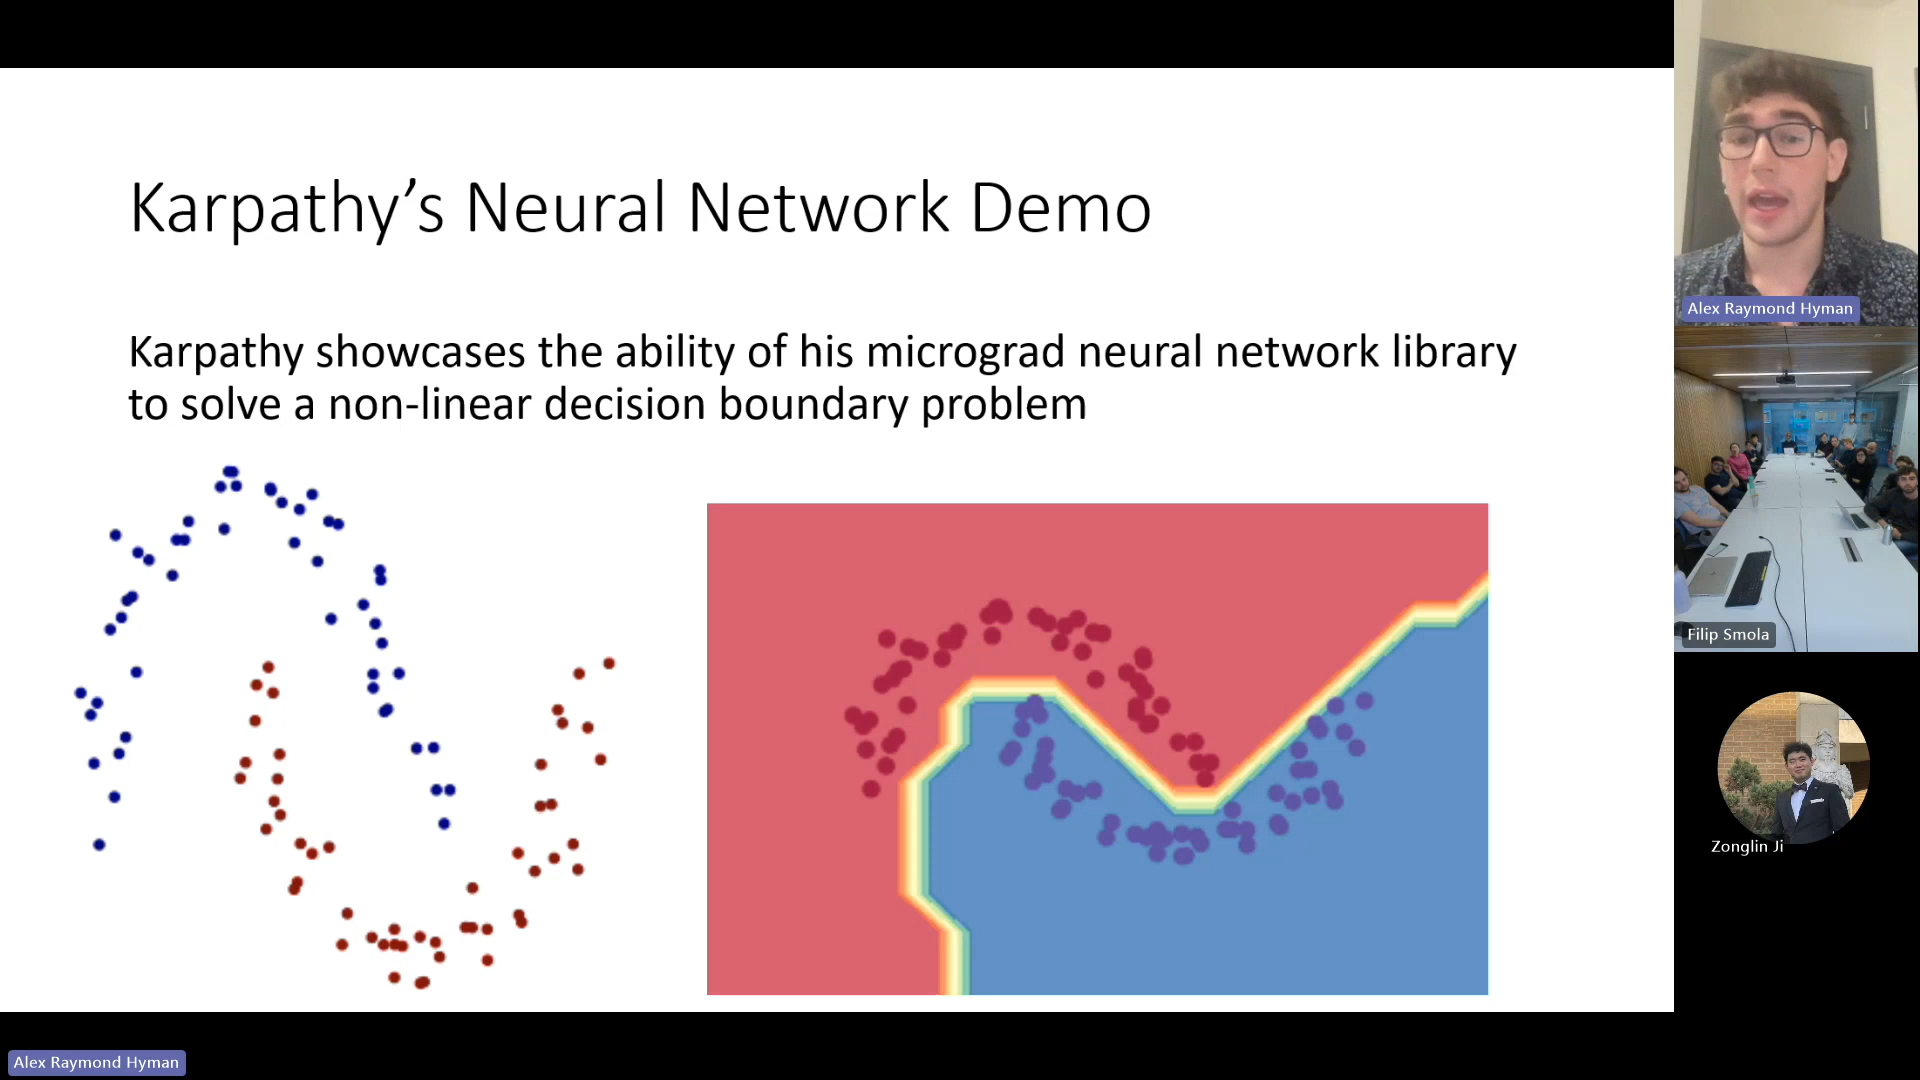 Karpathy’s Neural Network Demo
Karpathy showcases the ability of his micrograd neural network library
to solve a non-linear decision boundary problem
Alex Raymond Hyman
Filip Smola
Zonglin Ji
Alex Raymond Hyman